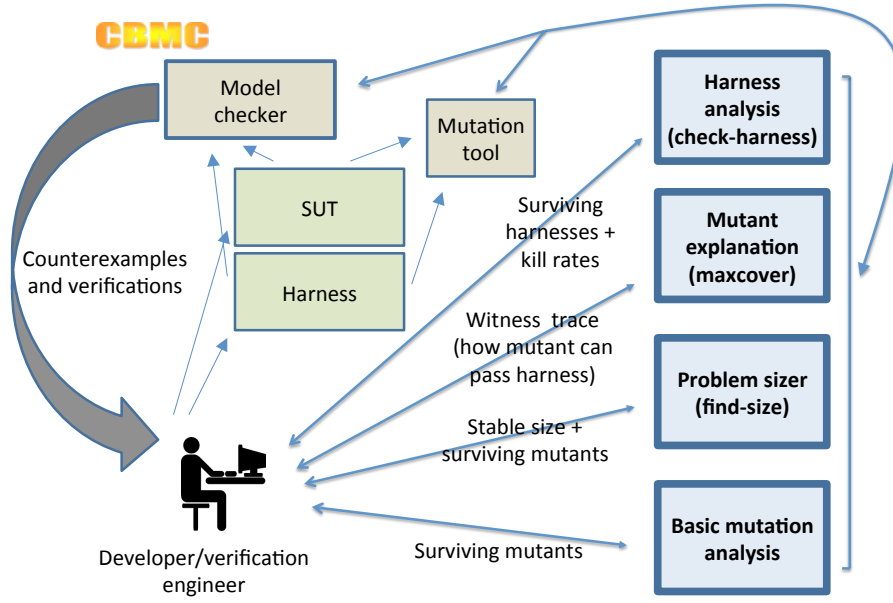 CBMC
Model
checker
Mutation
tool
SUT
Harness
Counterexamples
and verifications
Developer/verification
engineer
Surviving
harnesses +
kill rates
Witness trace
(how mutant can
pass harness)
Stable size +
surviving mutants
Surviving mutants
Harness
analysis
(check-harness)
Mutant
explanation
(maxcover)
Problem sizer
(find-size)
Basic mutation
analysis